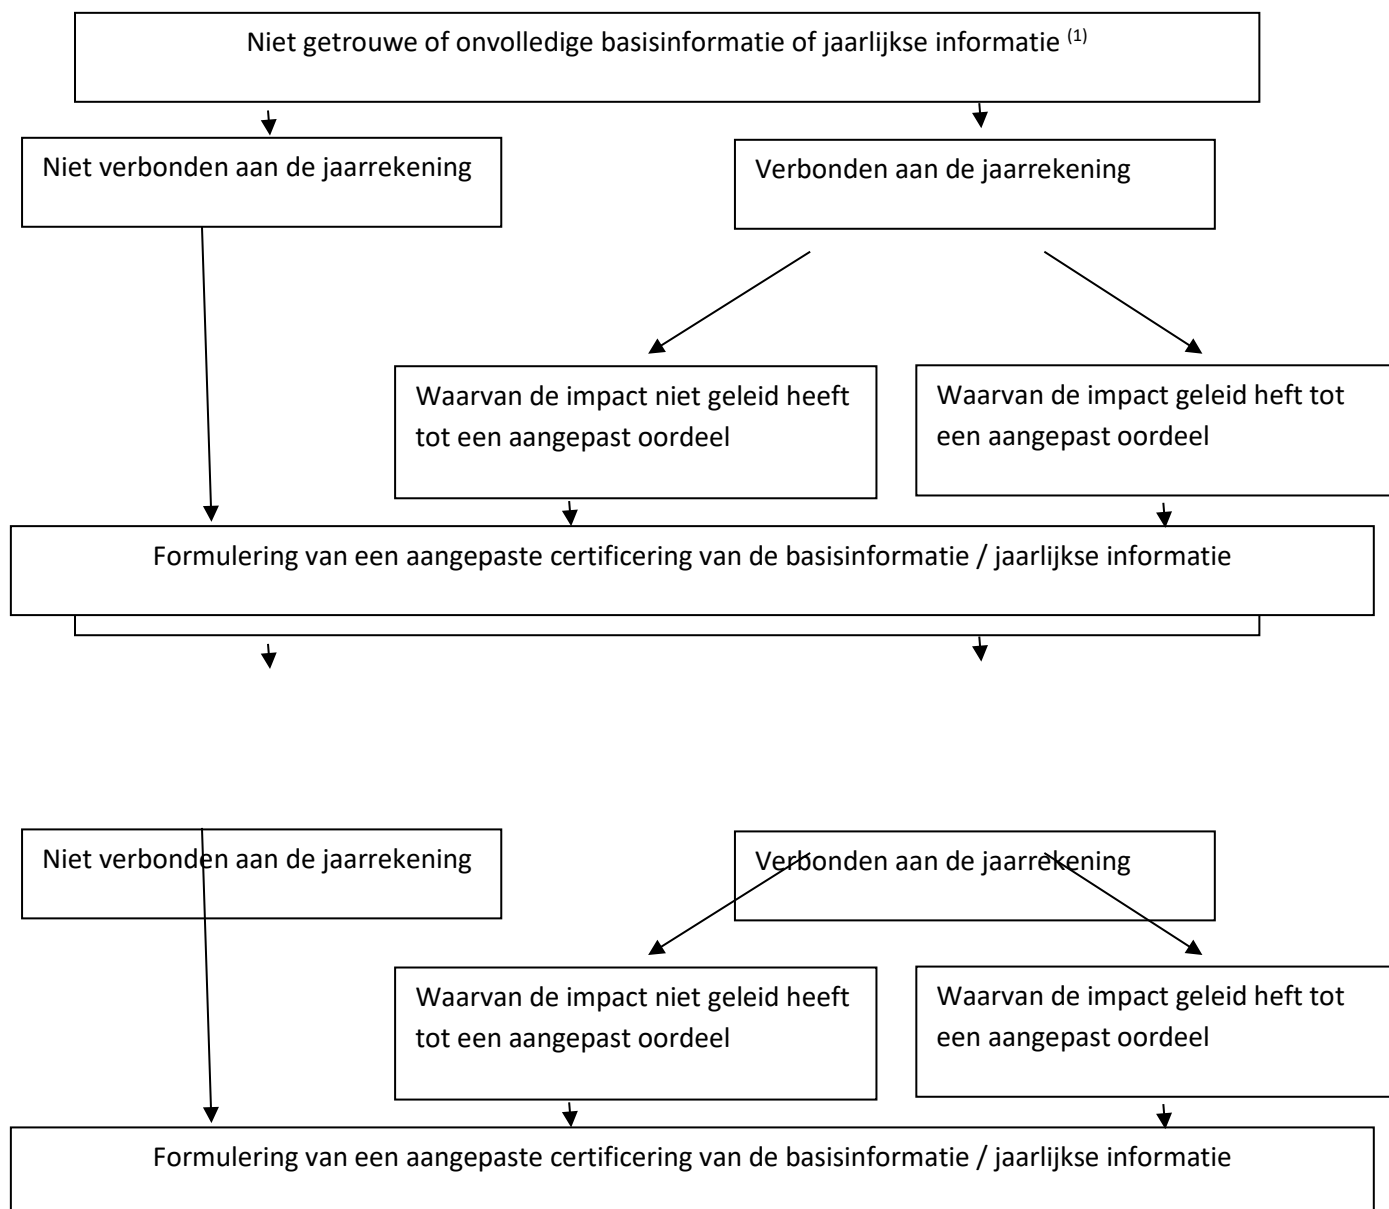 Niet getrouwe of onvolledige basisinformatie of jaarlijkse informatie (1)
Niet verbonden aan de jaarrekening
Verbonden aan de jaarrekening
Waarvan de impact niet geleid heeft
tot een aangepast oordeel
Waarvan de impact geleid heft tot
een aangepast oordeel
Formulering van een aangepaste certificering van de basisinformatie / jaarlijkse informatie
Niet verbonden aan de jaarrekening
Verbonden aan de jaarrekening
Waarvan de impact niet geleid heeft
tot een aangepast oordeel
Waarvan de impact geleid heft tot
een aangepast oordeel
Formulering van een aangepaste certificering van de basisinformatie / jaarlijkse informatie